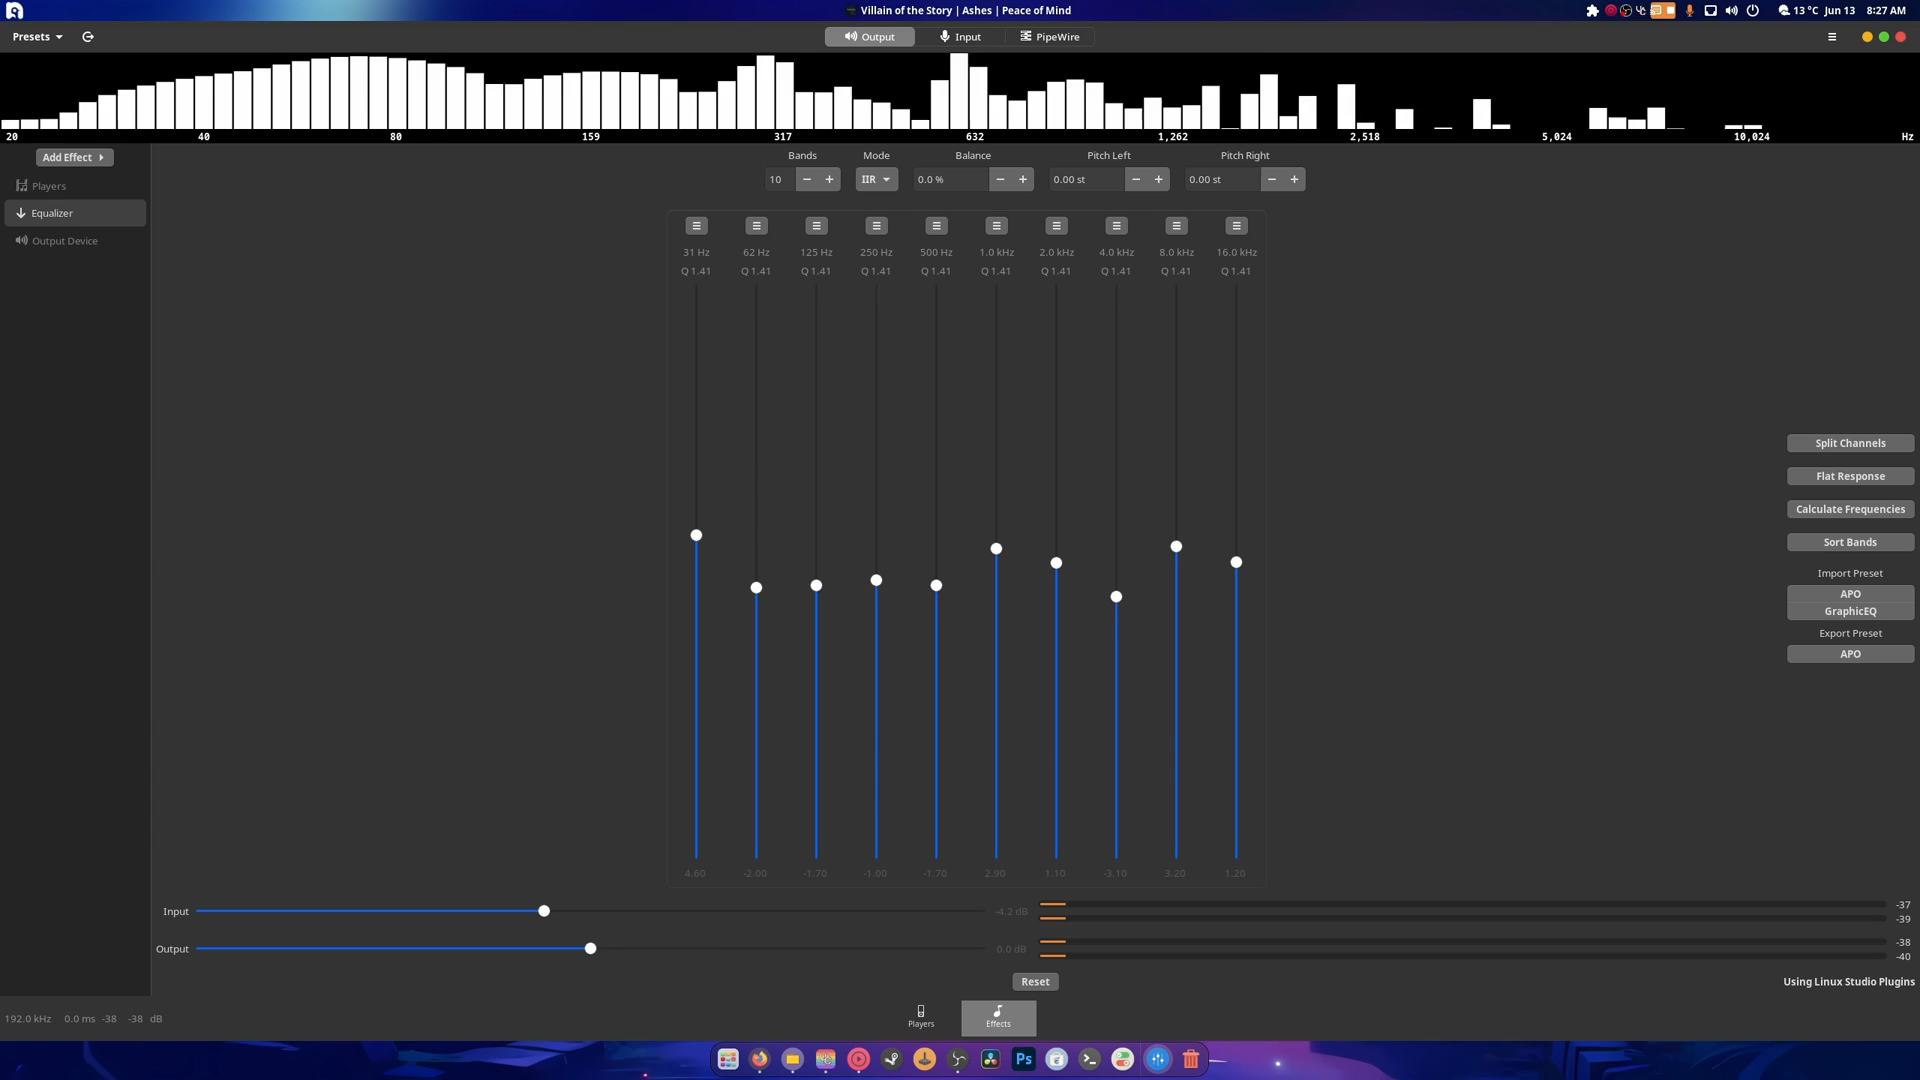 Villain of the Story | Ashes | Peace of Mind
13 °C Jun 13 8:27 AM
Presets
Output Input PipeWire
20 40 80 159 317 632 1,262 2,518 5,024 10,024 Hz
Add Effect
Players
Equalizer
Output Device
Bands Mode Balance Pitch Left Pitch Right
10 − + IIR 0.0 % − + 0.00 st − + 0.00 st − +
31 Hz 62 Hz 125 Hz 250 Hz 500 Hz 1.0 kHz 2.0 kHz 4.0 kHz 8.0 kHz 16.0 kHz
Q 1.41 Q 1.41 Q 1.41 Q 1.41 Q 1.41 Q 1.41 Q 1.41 Q 1.41 Q 1.41 Q 1.41
Split Channels
Flat Response
Calculate Frequencies
Sort Bands
Import Preset
APO
GraphicEQ
Export Preset
APO
4.60 -2.00 -1.70 -1.00 -1.70 2.90 1.10 -3.10 3.20 1.20
Input -4.2 dB -37
-39
Output 0.0 dB -38
-40
Reset
Using Linux Studio Plugins
192.0 kHz 0.0 ms -38 -38 dB
Players Effects
Ps